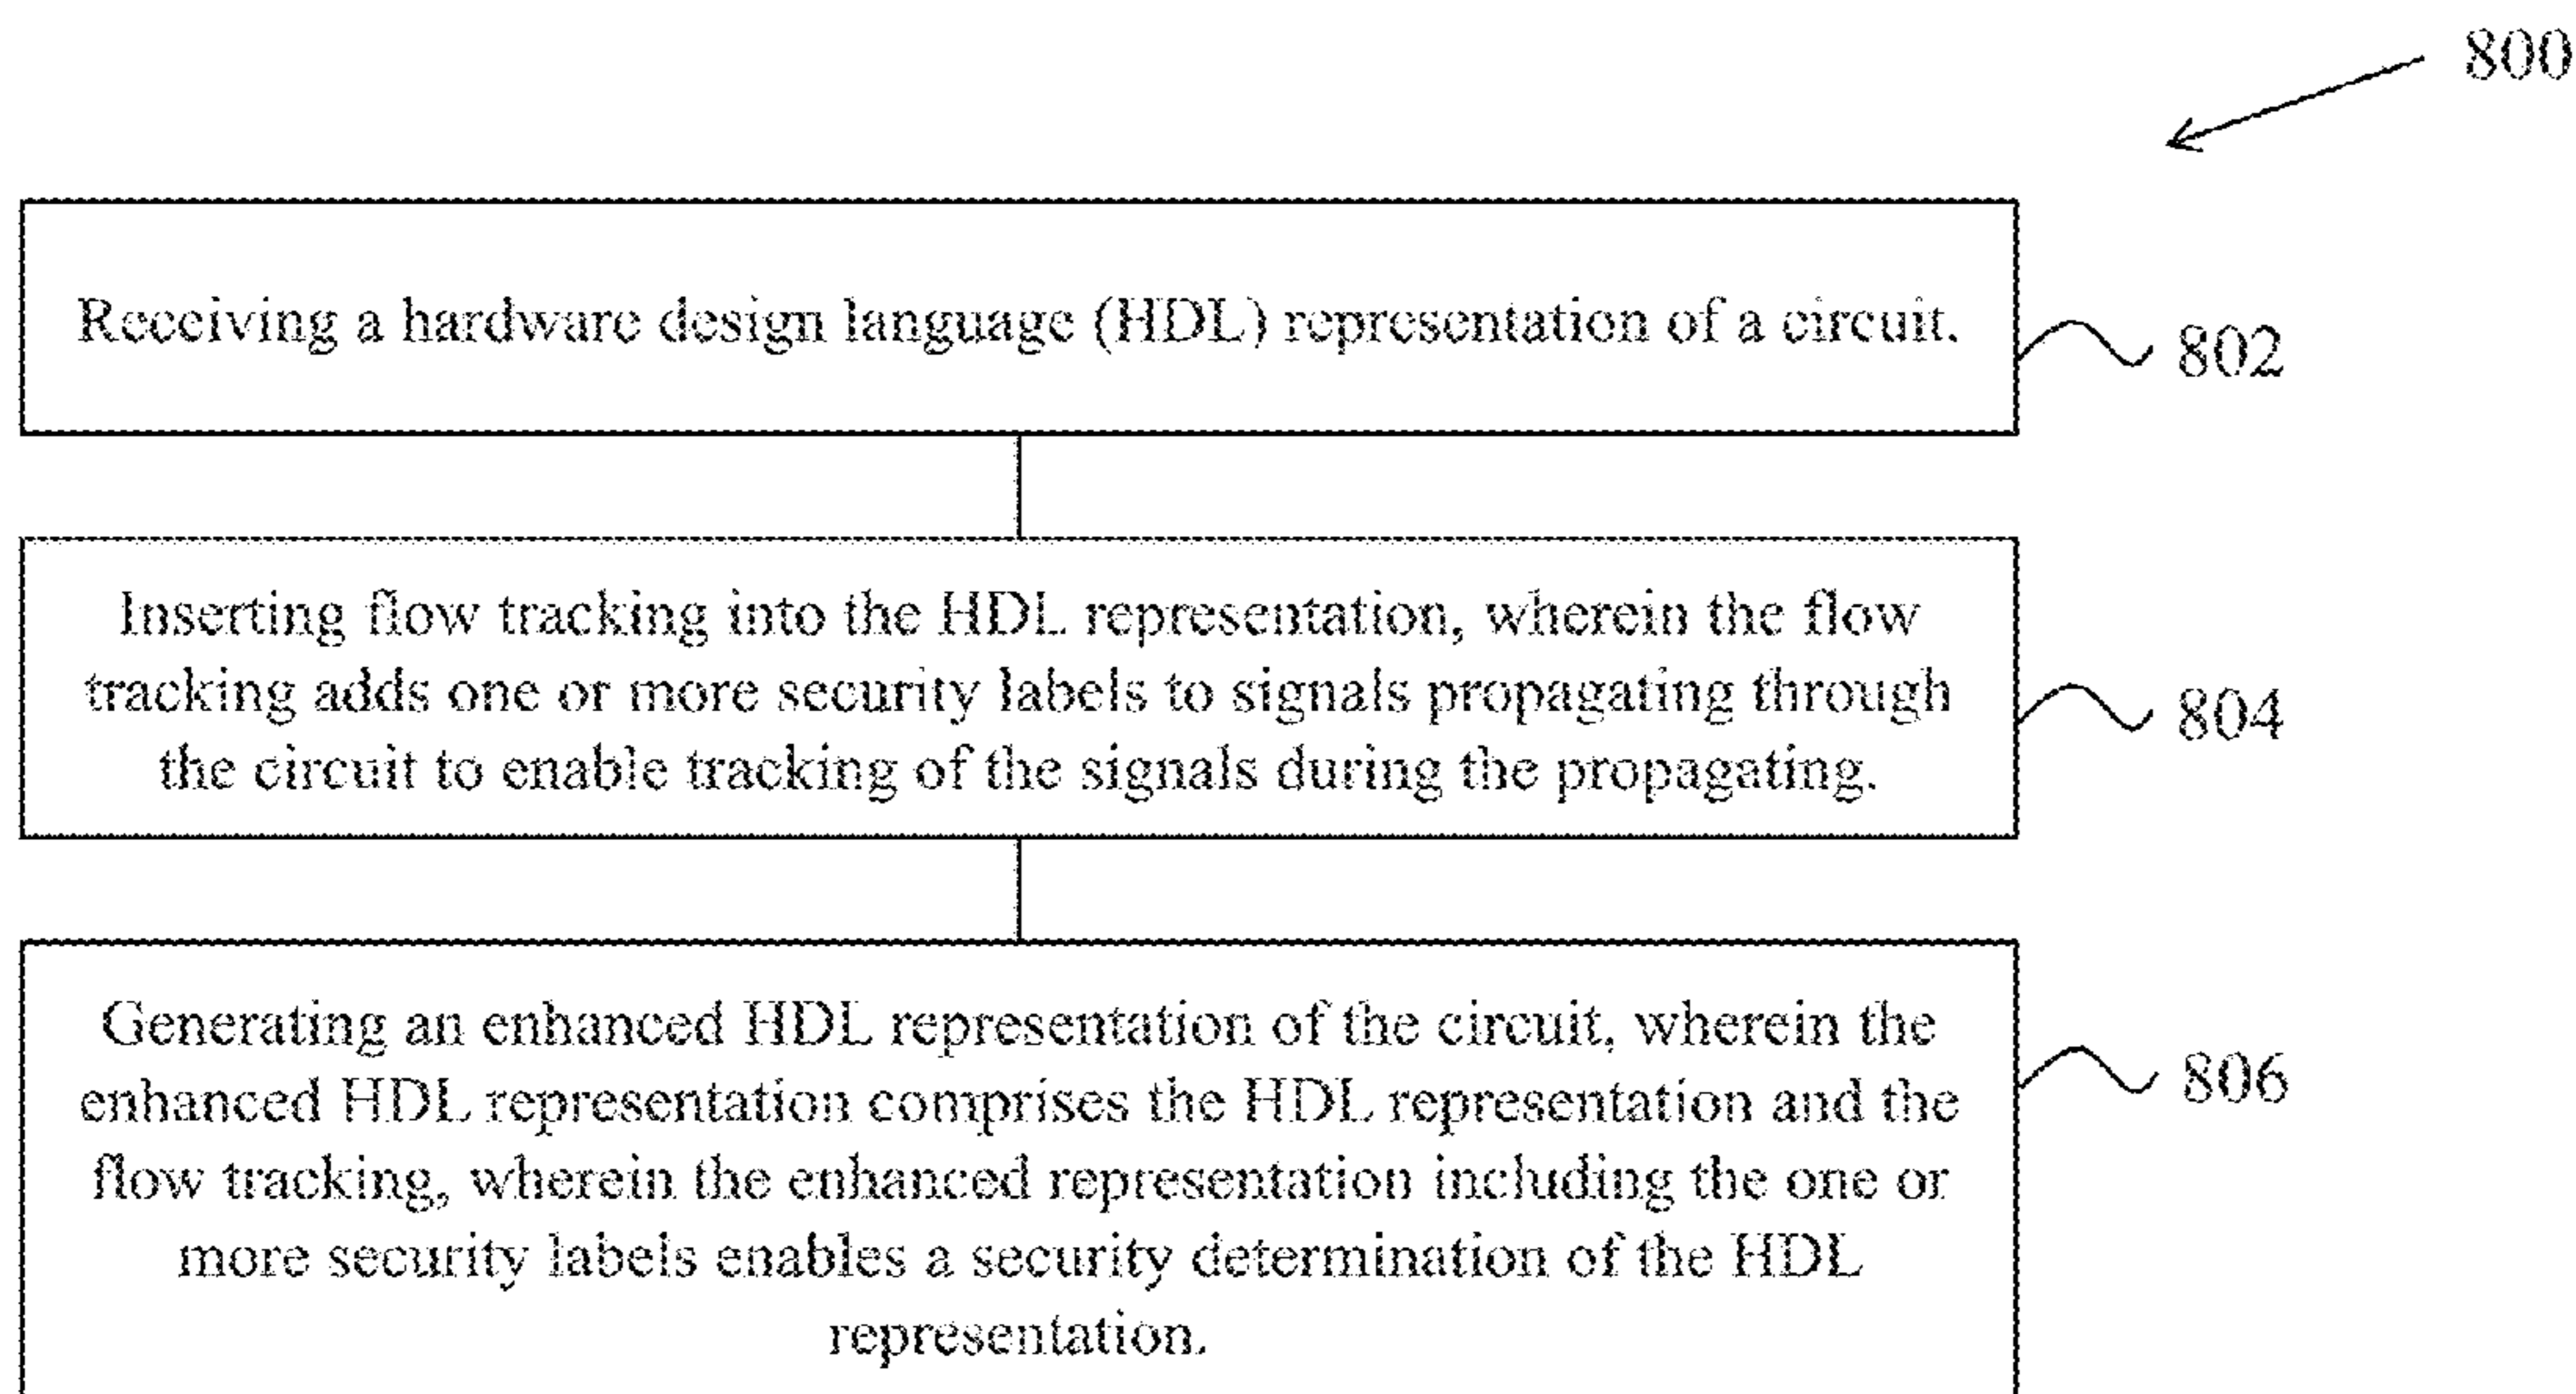 800
Receiving a hardware design language (HDL) representation of a circuit.
802
Inserting flow tracking into the HDL representation, wherein the flow
tracking adds one or more security labels to signals propagating through
the circuit to enable tracking of the signals during the propagating.
804
Generating an enhanced HDL representation of the circuit, wherein the
enhanced HDL representation comprises the HDL representation and the
flow tracking, wherein the enhanced representation including the one or
more security labels enables a security determination of the HDL
representation.
806